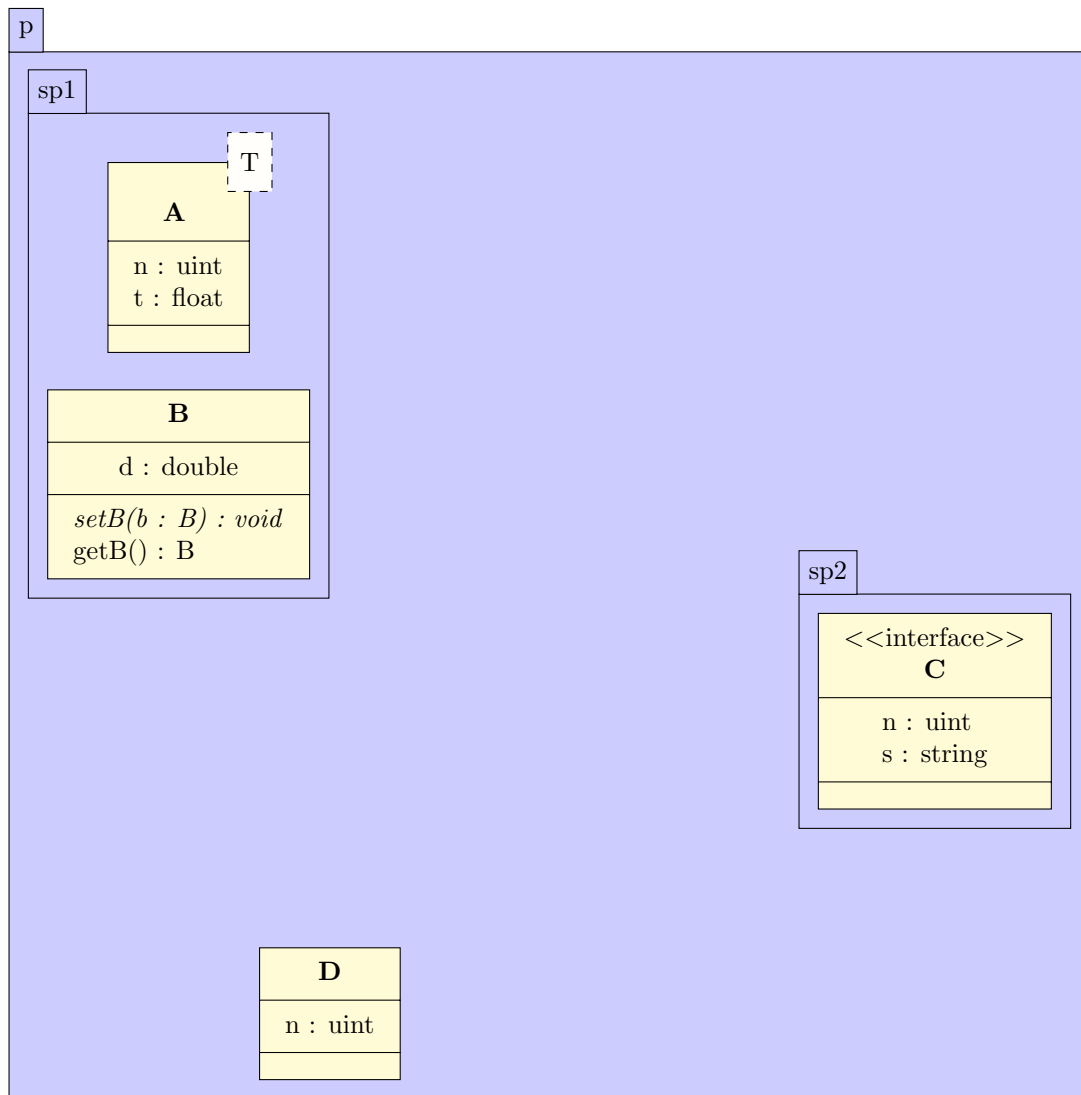 p
sp1
T
A
n : uint
t : float
B
d : double
setB(b : B) : void
getB() : B
sp2
<<interface>>
C
n : uint
s : string
D
n : uint